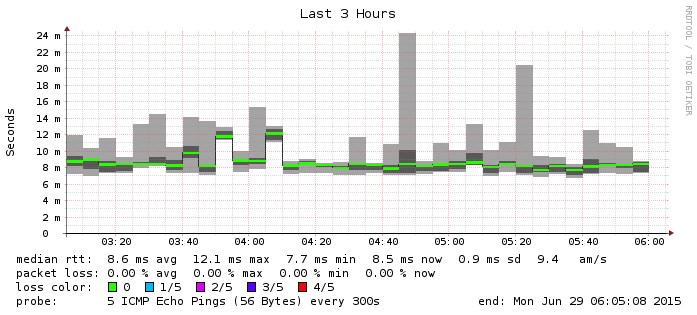 Last 3 Hours
RRDTOOL / TOBI OETIKER
Seconds
24 m
22 m
20 m
18 m
16 m
14 m
12 m
10 m
8 m
6 m
4 m
2 m
0
03:20 03:40 04:00 04:20 04:40 05:00 05:20 05:40 06:00
median rtt: 8.6 ms avg 12.1 ms max 7.7 ms min 8.5 ms now 0.9 ms sd 9.4 am/s
packet loss: 0.00 % avg 0.00 % max 0.00 % min 0.00 % now
loss color: 0 1/5 2/5 3/5 4/5
probe: 5 ICMP Echo Pings (56 Bytes) every 300s end: Mon Jun 29 06:05:08 2015